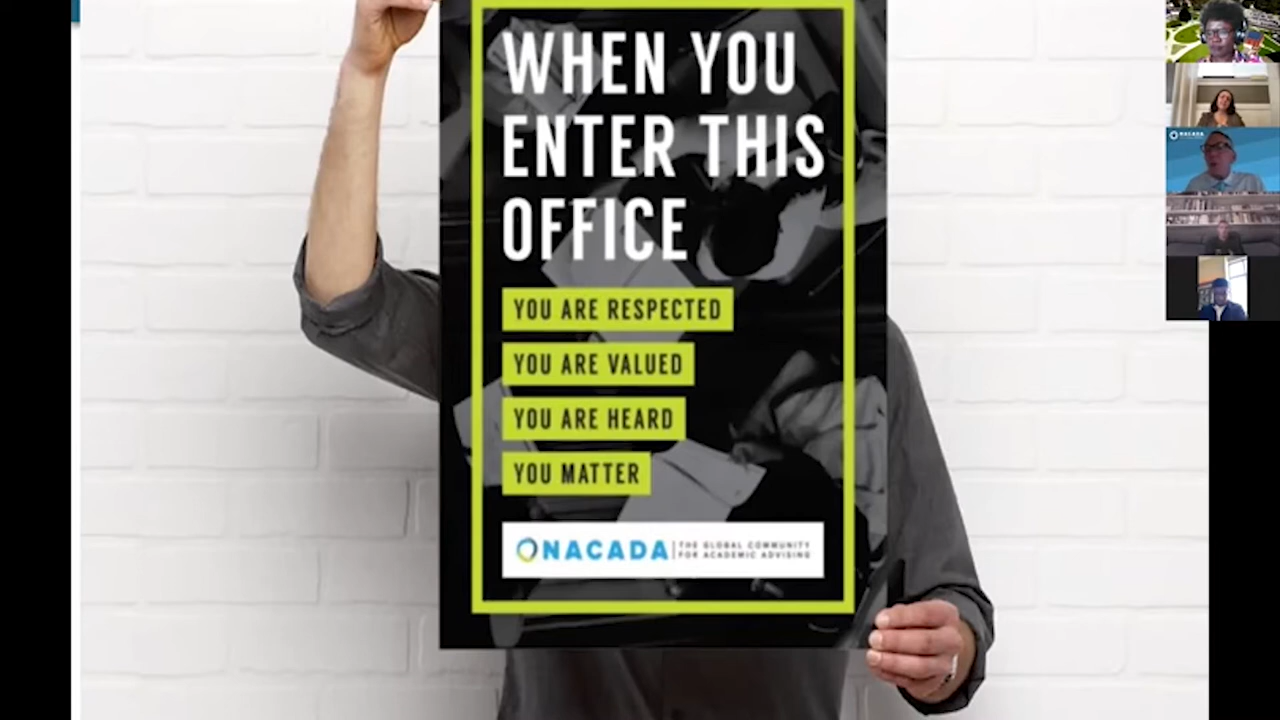 WHEN YOU
ENTER THIS
OFFICE
YOU ARE RESPECTED
YOU ARE VALUED
YOU ARE HEARD
YOU MATTER
NACADA
THE GLOBAL COMMUNITY
FOR ACADEMIC ADVISING
NACADA